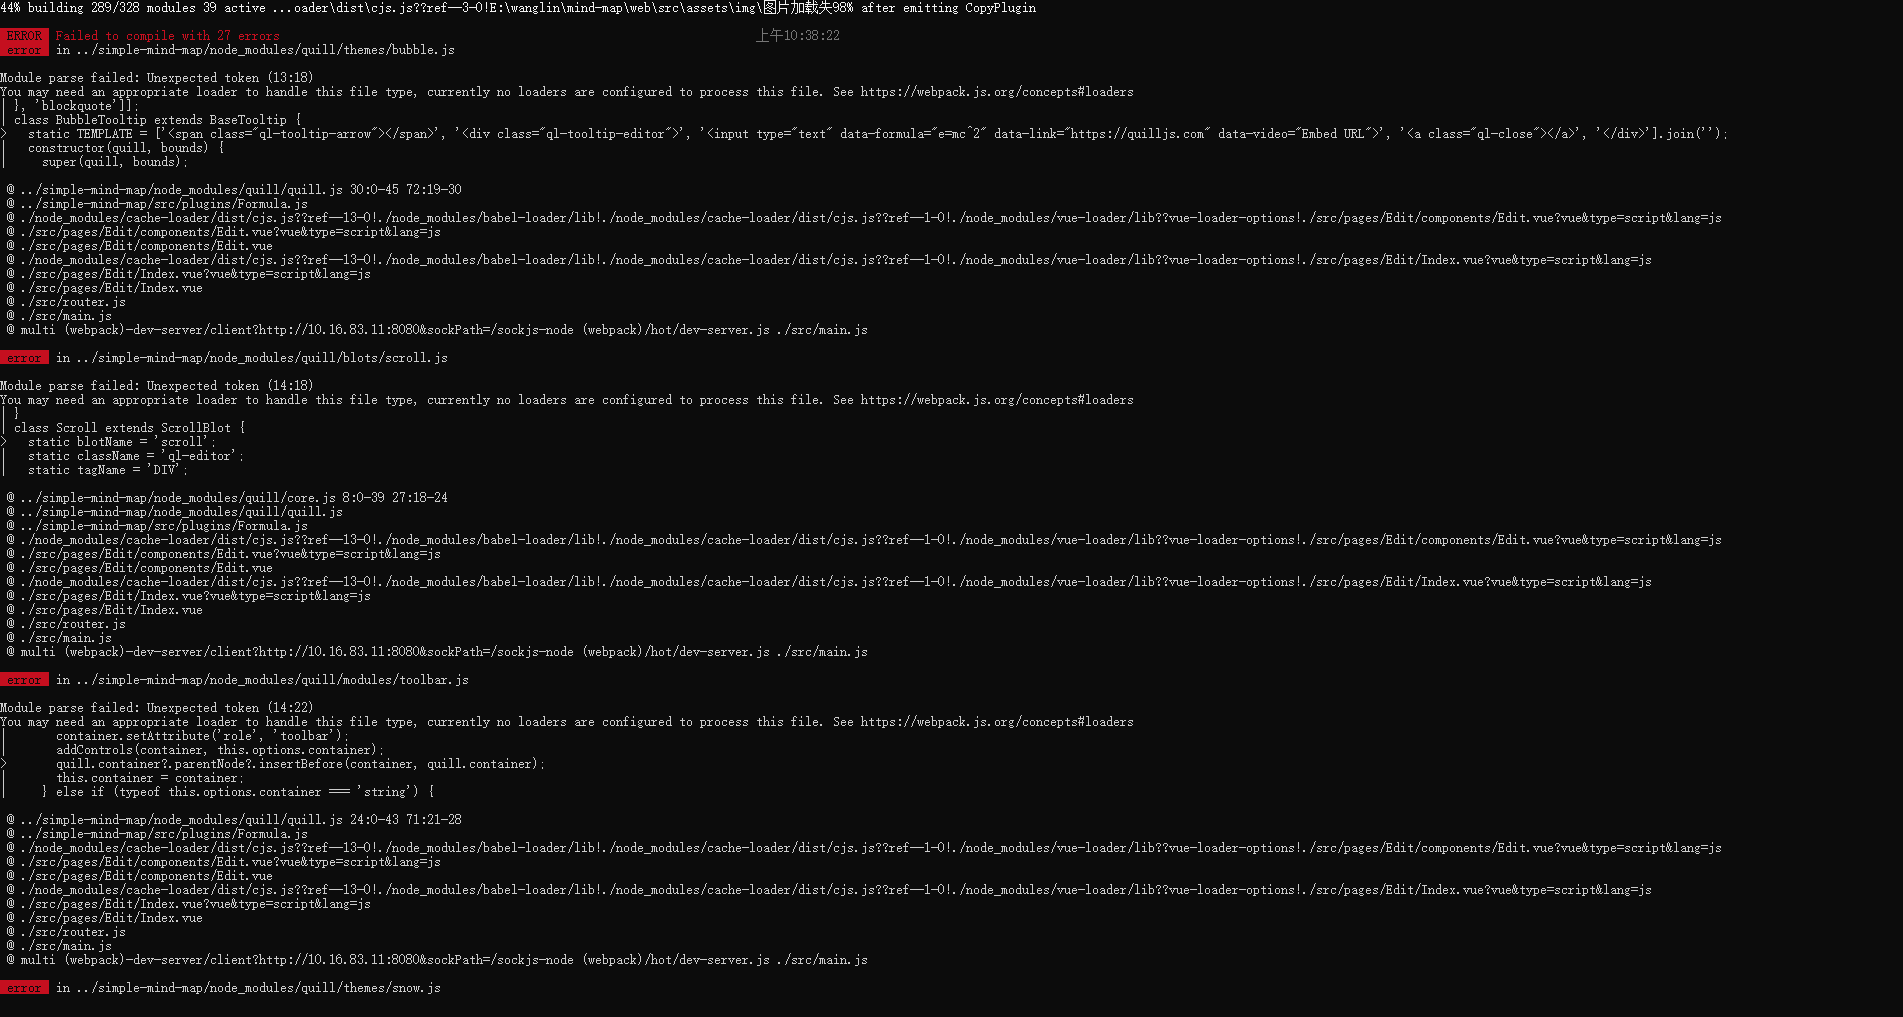 44% building 289/328 modules 39 active ...oader\dist\cjs.js??ref--3-0!E:\wanglin\mind-map\web\src\assets\img\图片加载失98% after emitting CopyPlugin
ERROR  Failed to compile with 27 errors 上午10:38:22
error  in ../simple-mind-map/node_modules/quill/themes/bubble.js
Module parse failed: Unexpected token (13:18)
You may need an appropriate loader to handle this file type, currently no loaders are configured to process this file. See https://webpack.js.org/concepts#loaders
| }, 'blockquote']];
| class BubbleTooltip extends BaseTooltip {
>   static TEMPLATE = ['<span class="ql-tooltip-arrow"></span>', '<div class="ql-tooltip-editor">', '<input type="text" data-formula="e=mc^2" data-link="https://quilljs.com" data-video="Embed URL">', '<a class="ql-close"></a>', '</div>'].join('');
|   constructor(quill, bounds) {
|     super(quill, bounds);
@ ../simple-mind-map/node_modules/quill/quill.js 30:0-45 72:19-30
@ ../simple-mind-map/src/plugins/Formula.js
@ ./node_modules/cache-loader/dist/cjs.js??ref--13-0!./node_modules/babel-loader/lib!./node_modules/cache-loader/dist/cjs.js??ref--1-0!./node_modules/vue-loader/lib??vue-loader-options!./src/pages/Edit/components/Edit.vue?vue&type=script&lang=js
@ ./src/pages/Edit/components/Edit.vue?vue&type=script&lang=js
@ ./src/pages/Edit/components/Edit.vue
@ ./node_modules/cache-loader/dist/cjs.js??ref--13-0!./node_modules/babel-loader/lib!./node_modules/cache-loader/dist/cjs.js??ref--1-0!./node_modules/vue-loader/lib??vue-loader-options!./src/pages/Edit/Index.vue?vue&type=script&lang=js
@ ./src/pages/Edit/Index.vue?vue&type=script&lang=js
@ ./src/pages/Edit/Index.vue
@ ./src/router.js
@ ./src/main.js
@ multi (webpack)-dev-server/client?http://10.16.83.11:8080&sockPath=/sockjs-node (webpack)/hot/dev-server.js ./src/main.js
error  in ../simple-mind-map/node_modules/quill/blots/scroll.js
Module parse failed: Unexpected token (14:18)
You may need an appropriate loader to handle this file type, currently no loaders are configured to process this file. See https://webpack.js.org/concepts#loaders
| }
| class Scroll extends ScrollBlot {
>   static blotName = 'scroll';
|   static className = 'ql-editor';
|   static tagName = 'DIV';
@ ../simple-mind-map/node_modules/quill/core.js 8:0-39 27:18-24
@ ../simple-mind-map/node_modules/quill/quill.js
@ ../simple-mind-map/src/plugins/Formula.js
@ ./node_modules/cache-loader/dist/cjs.js??ref--13-0!./node_modules/babel-loader/lib!./node_modules/cache-loader/dist/cjs.js??ref--1-0!./node_modules/vue-loader/lib??vue-loader-options!./src/pages/Edit/components/Edit.vue?vue&type=script&lang=js
@ ./src/pages/Edit/components/Edit.vue?vue&type=script&lang=js
@ ./src/pages/Edit/components/Edit.vue
@ ./node_modules/cache-loader/dist/cjs.js??ref--13-0!./node_modules/babel-loader/lib!./node_modules/cache-loader/dist/cjs.js??ref--1-0!./node_modules/vue-loader/lib??vue-loader-options!./src/pages/Edit/Index.vue?vue&type=script&lang=js
@ ./src/pages/Edit/Index.vue?vue&type=script&lang=js
@ ./src/pages/Edit/Index.vue
@ ./src/router.js
@ ./src/main.js
@ multi (webpack)-dev-server/client?http://10.16.83.11:8080&sockPath=/sockjs-node (webpack)/hot/dev-server.js ./src/main.js
error  in ../simple-mind-map/node_modules/quill/modules/toolbar.js
Module parse failed: Unexpected token (14:22)
You may need an appropriate loader to handle this file type, currently no loaders are configured to process this file. See https://webpack.js.org/concepts#loaders
|       container.setAttribute('role', 'toolbar');
|       addControls(container, this.options.container);
>       quill.container?.parentNode?.insertBefore(container, quill.container);
|       this.container = container;
|     } else if (typeof this.options.container === 'string') {
@ ../simple-mind-map/node_modules/quill/quill.js 24:0-43 71:21-28
@ ../simple-mind-map/src/plugins/Formula.js
@ ./node_modules/cache-loader/dist/cjs.js??ref--13-0!./node_modules/babel-loader/lib!./node_modules/cache-loader/dist/cjs.js??ref--1-0!./node_modules/vue-loader/lib??vue-loader-options!./src/pages/Edit/components/Edit.vue?vue&type=script&lang=js
@ ./src/pages/Edit/components/Edit.vue?vue&type=script&lang=js
@ ./src/pages/Edit/components/Edit.vue
@ ./node_modules/cache-loader/dist/cjs.js??ref--13-0!./node_modules/babel-loader/lib!./node_modules/cache-loader/dist/cjs.js??ref--1-0!./node_modules/vue-loader/lib??vue-loader-options!./src/pages/Edit/Index.vue?vue&type=script&lang=js
@ ./src/pages/Edit/Index.vue?vue&type=script&lang=js
@ ./src/pages/Edit/Index.vue
@ ./src/router.js
@ ./src/main.js
@ multi (webpack)-dev-server/client?http://10.16.83.11:8080&sockPath=/sockjs-node (webpack)/hot/dev-server.js ./src/main.js
error  in ../simple-mind-map/node_modules/quill/themes/snow.js